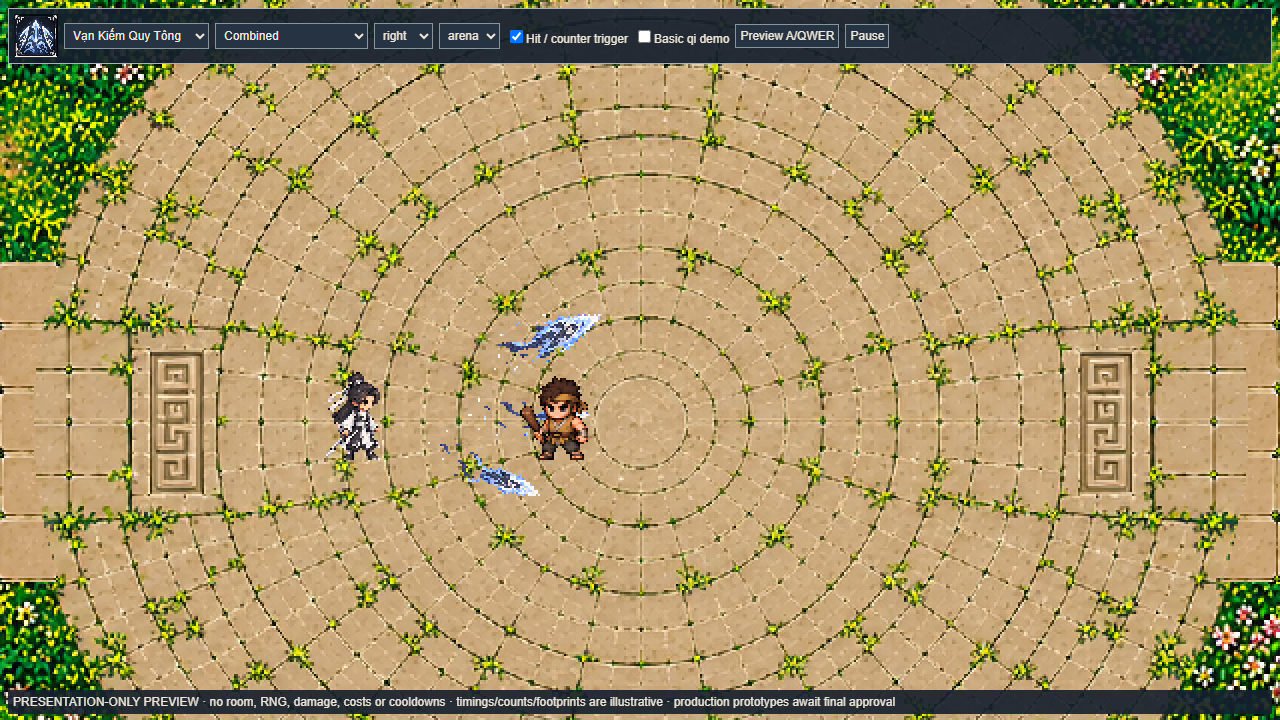 Vạn Kiếm Quy Tông Combined right arena Hit / counter trigger Basic qi demo Preview A/QWER Pause
PRESENTATION-ONLY PREVIEW · no room, RNG, damage, costs or cooldowns · timings/counts/footprints are illustrative · production prototypes await final approval